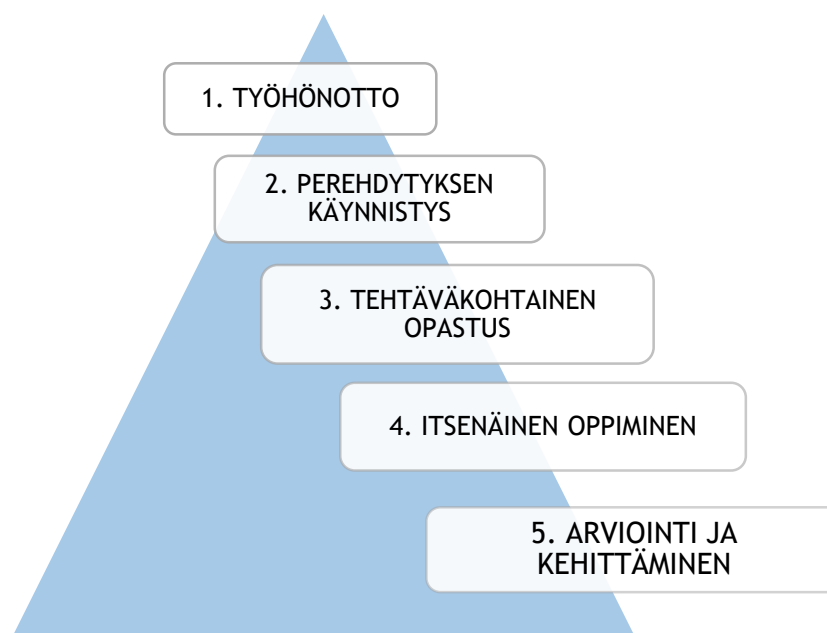 1. TYÖHÖNOTTO
2. PEREHDYTYKSEN
KÄYNNISTYS
3. TEHTÄVÄKOHTAINEN
OPASTUS
4. ITSENÄINEN OPPIMINEN
5. ARVIOINTI JA
KEHITTÄMINEN